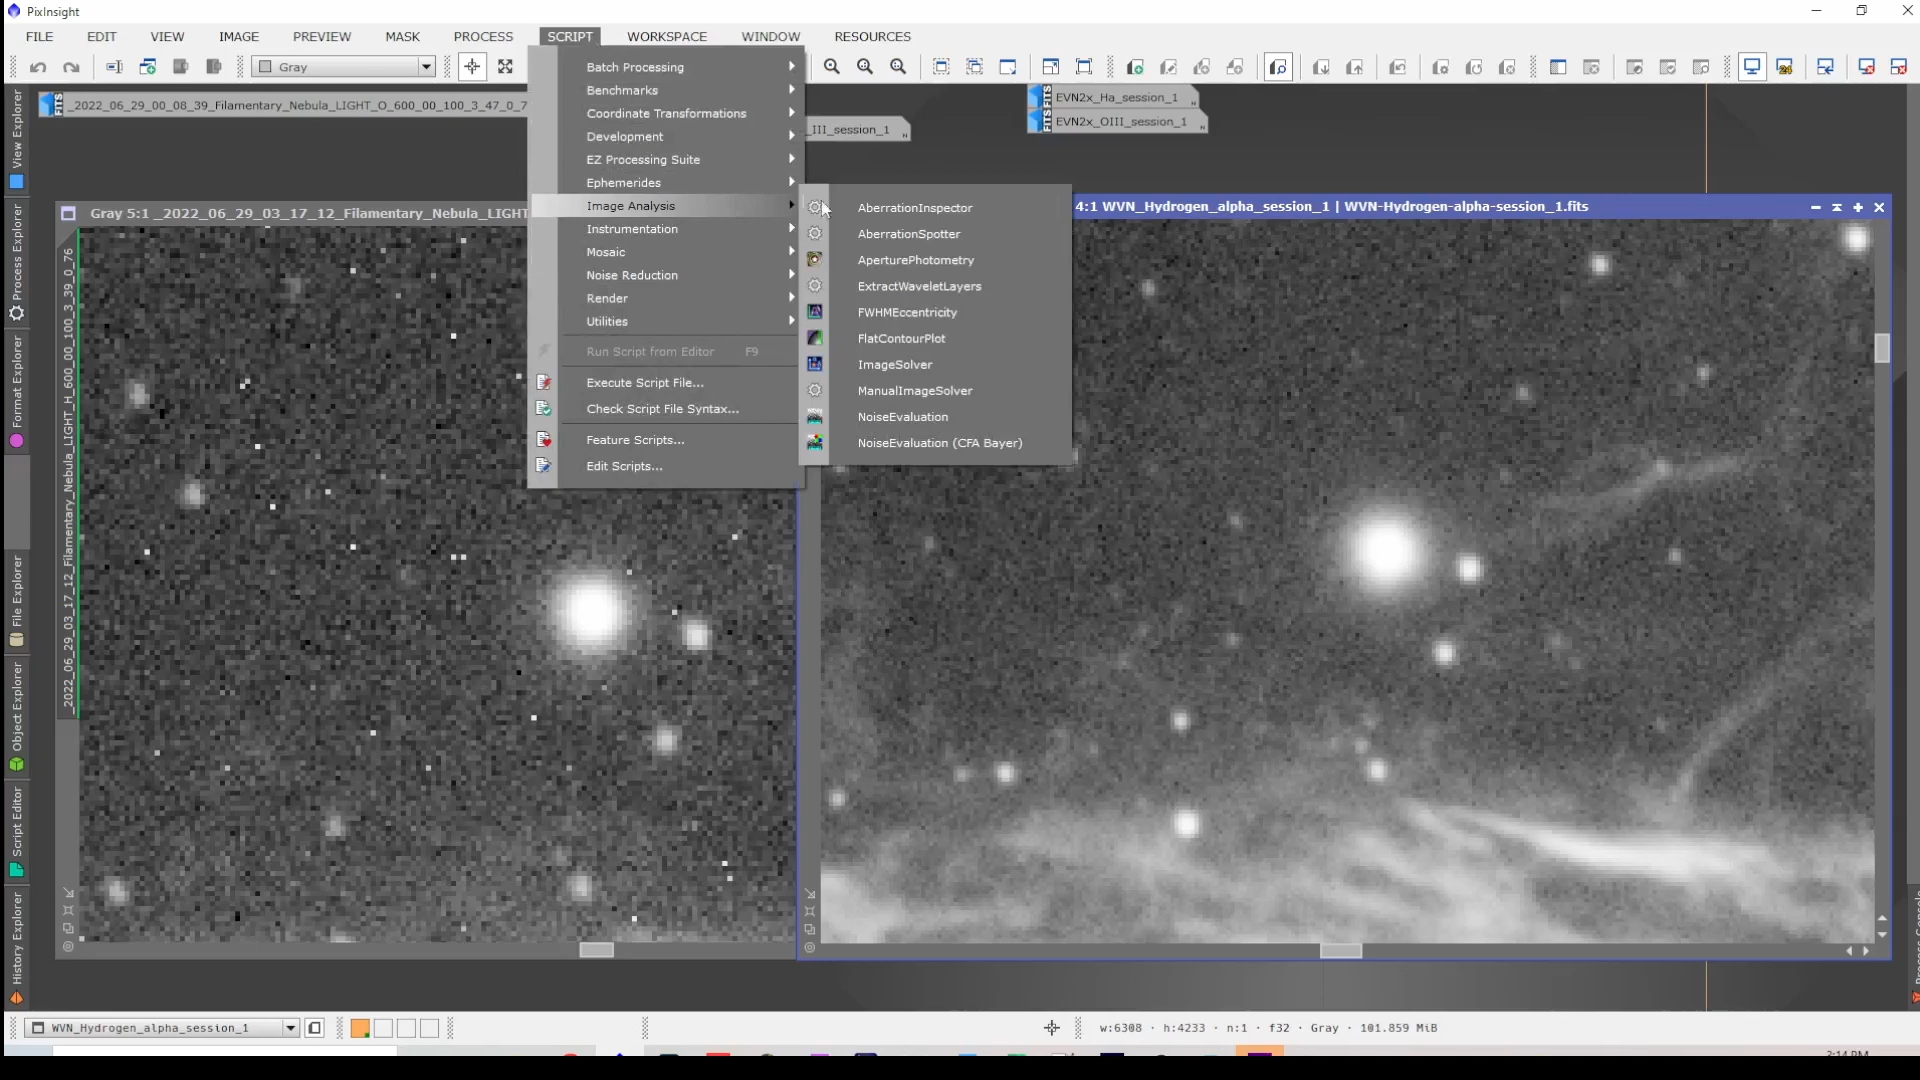 PixInsight
FILE EDIT VIEW IMAGE PREVIEW MASK PROCESS SCRIPT WORKSPACE WINDOW RESOURCES
Gray
FITS _2022_06_29_00_08_39_Filamentary_Nebula_LIGHT_O_600_00_100_3_47_0_7
_III_session_1
FITS EVN2x_Ha_session_1
FITS EVN2x_OIII_session_1
Batch Processing
Benchmarks
Coordinate Transformations
Development
EZ Processing Suite
Ephemerides
Image Analysis
Instrumentation
Mosaic
Noise Reduction
Render
Utilities
Run Script from Editor F9
Execute Script File...
Check Script File Syntax...
Feature Scripts...
Edit Scripts...
AberrationInspector
AberrationSpotter
AperturePhotometry
ExtractWaveletLayers
FWHMEccentricity
FlatContourPlot
ImageSolver
ManualImageSolver
NoiseEvaluation
NoiseEvaluation (CFA Bayer)
Gray 5:1 _2022_06_29_03_17_12_Filamentary_Nebula_LIGHT
4:1 WVN_Hydrogen_alpha_session_1 | WVN-Hydrogen-alpha-session_1.fits
_2022_06_29_03_17_12_Filamentary_Nebula_LIGHT_H_600_00_100_3_39_0_76
View Explorer
Process Explorer
Format Explorer
File Explorer
Object Explorer
Script Editor
History Explorer
WVN_Hydrogen_alpha_session_1
w:6308 · h:4233 · n:1 · f32 · Gray · 101.859 MiB